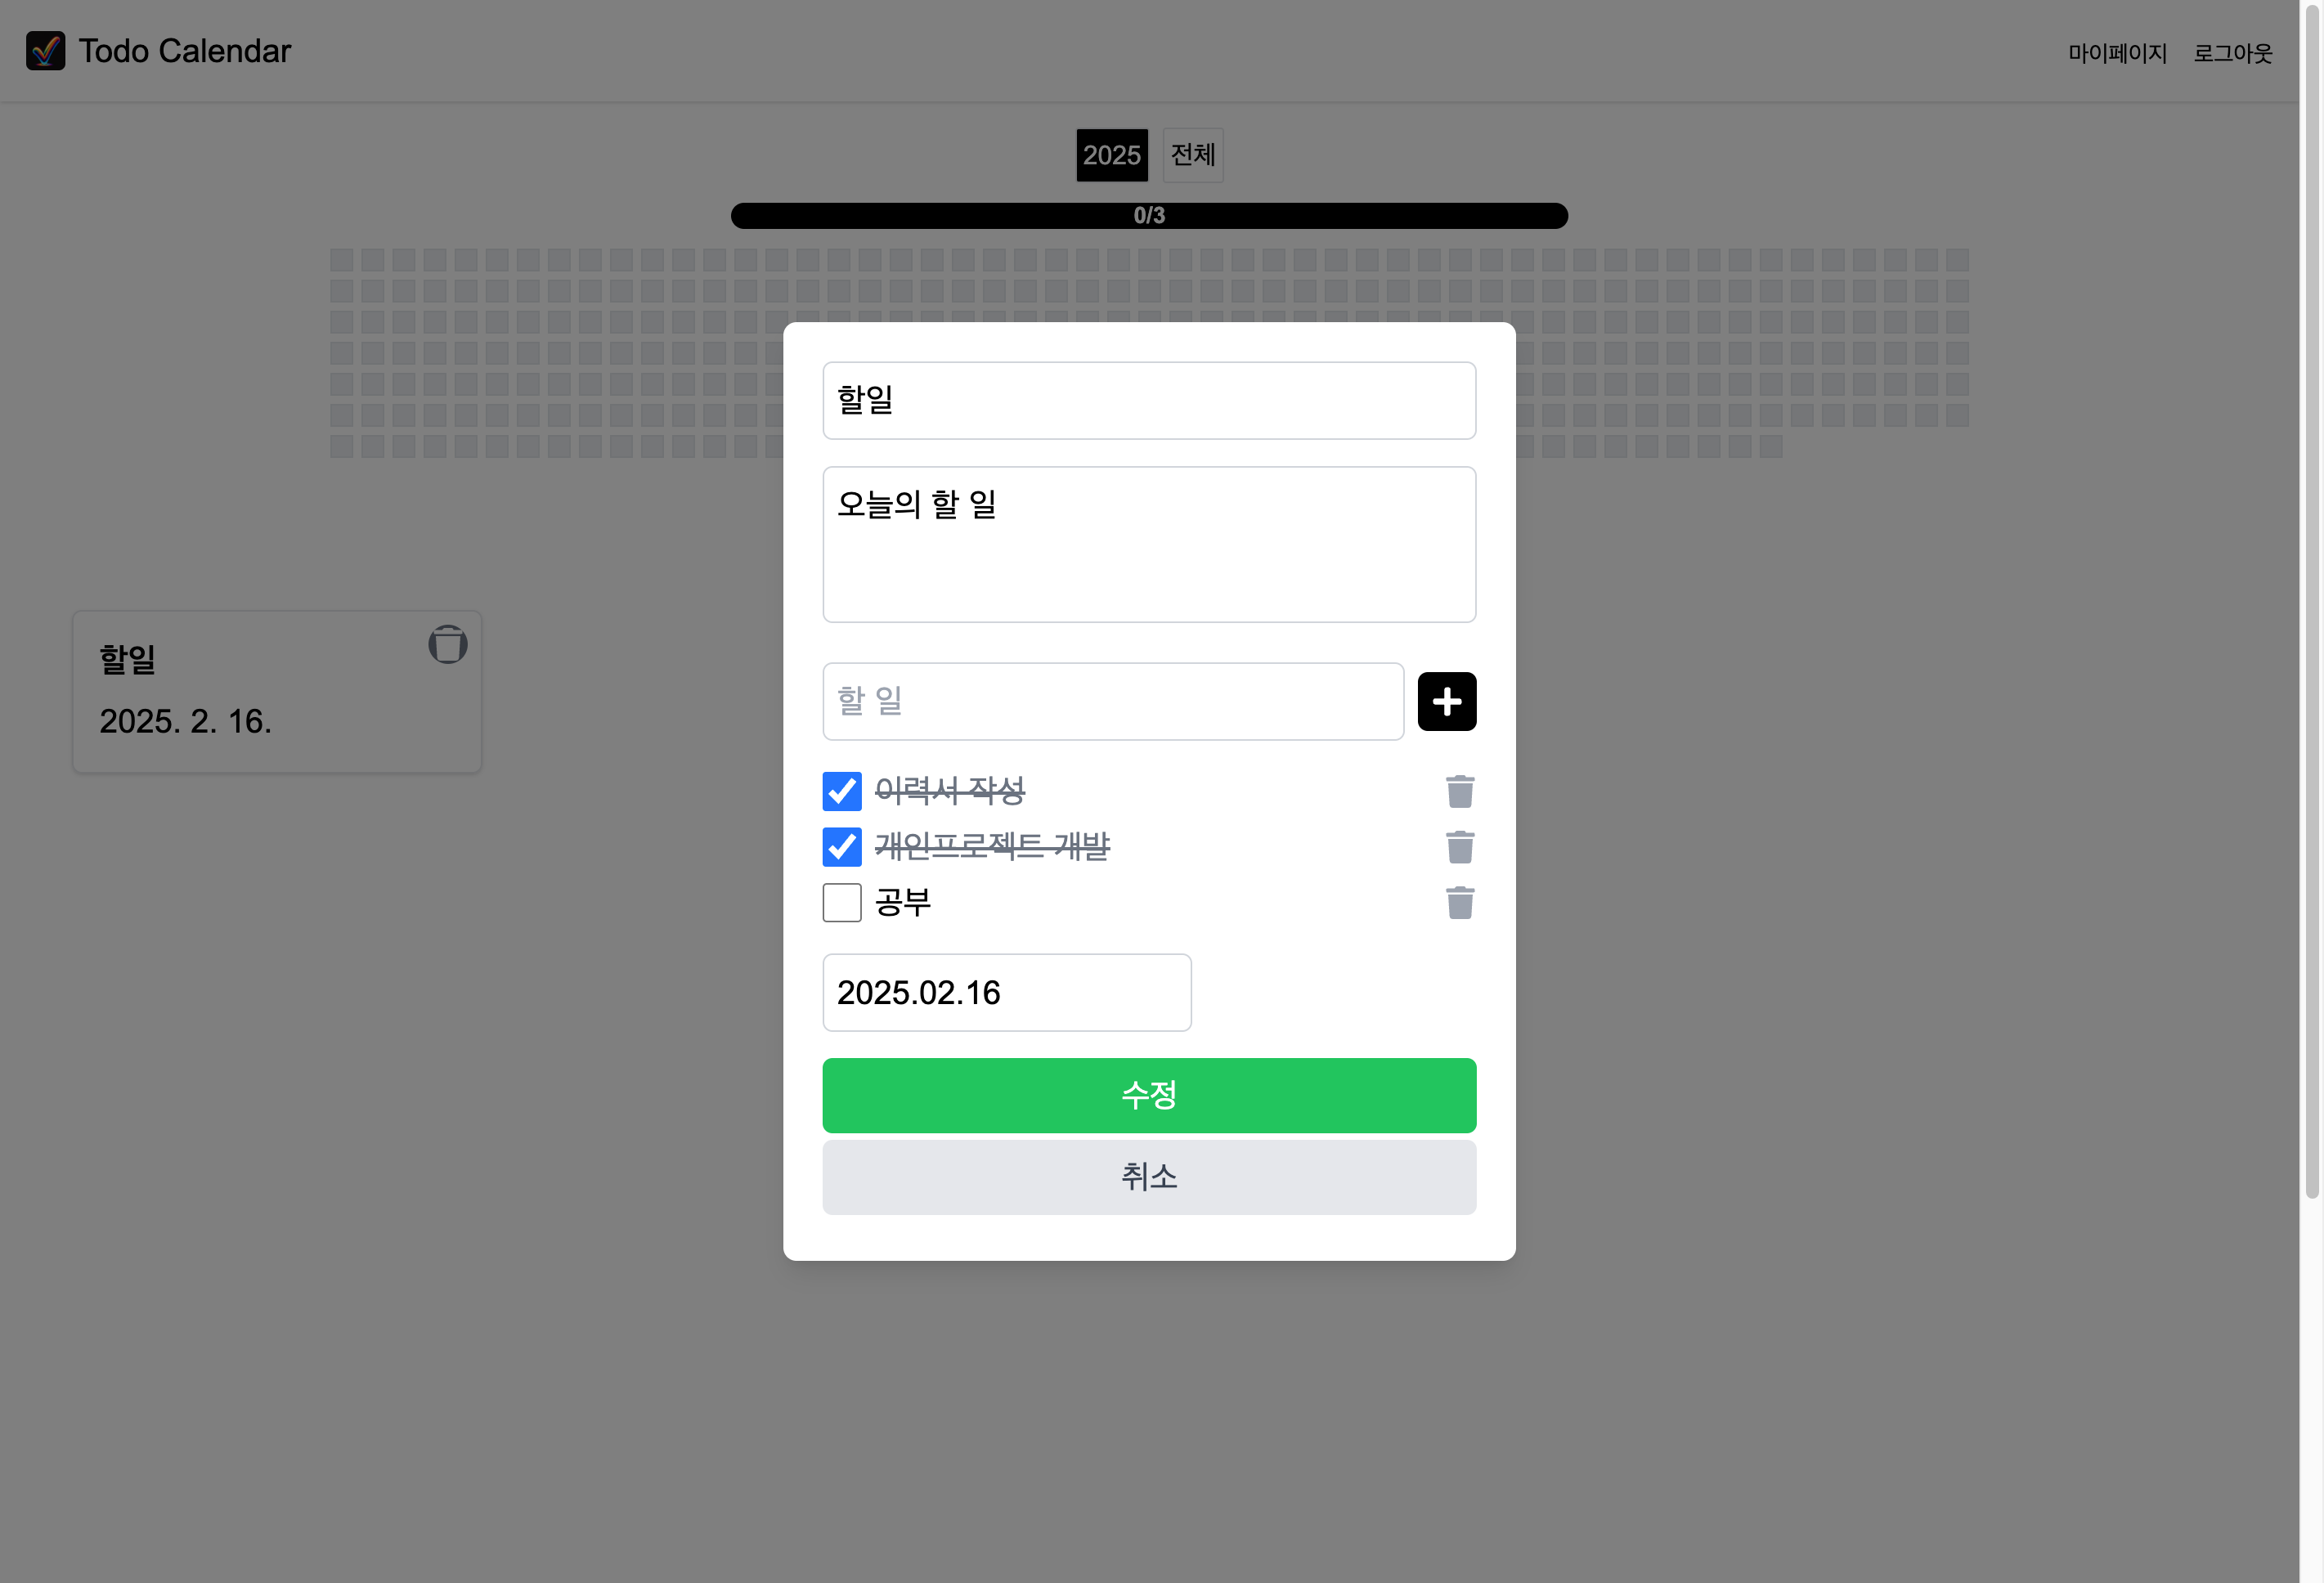 Todo Calendar
마이페이지 로그아웃
2025 전체
0/3
할일
2025. 2. 16.
할일
오늘의 할 일
할 일
이력서 작성
개인프로젝트 개발
공부
2025.02.16
수정
취소